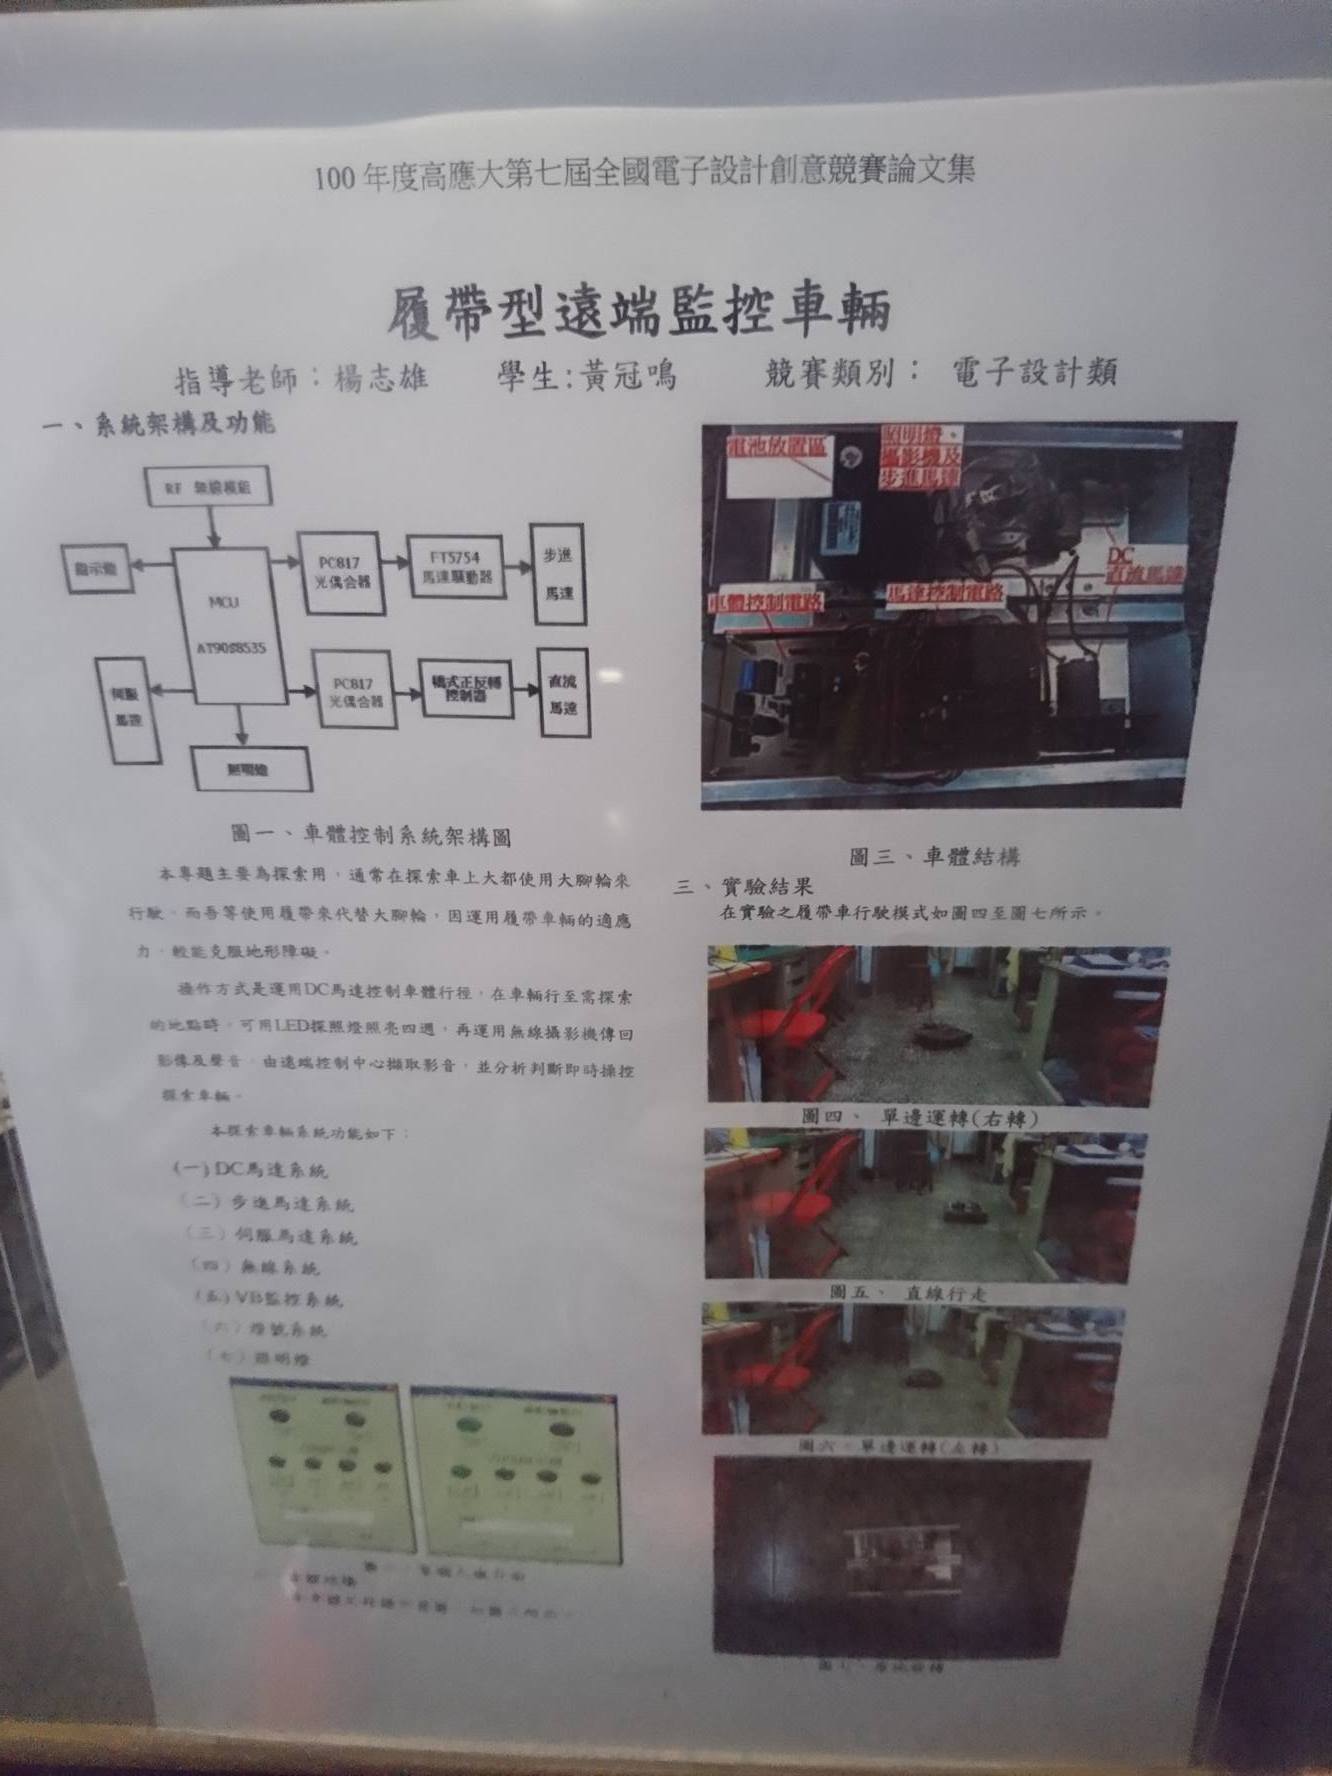 100 年度高應大第七屆全國電子設計創意競賽論文集
履帶型遠端監控車輛
指導老師：楊志雄 學生:黃冠鳴 競賽類別： 電子設計類
一、系統架構及功能
RF 無線模組
指示燈
MCU
AT90S8535
PC817
光偶合器
FT5754
馬達驅動器
步進
馬達
伺服
馬達
PC817
光偶合器
橋式正反轉
控制器
直流
馬達
照明燈
圖一、車體控制系統架構圖
本專題主要為探索用，通常在探索車上大都使用大腳輪來
行駛，而吾等使用履帶來代替大腳輪，因運用履帶車輛的適應
力，較能克服地形障礙。
操作方式是運用DC馬達控制車體行徑，在車輛行至需探索
的地點時，可用LED探照燈照亮四週，再運用無線攝影機傳回
影像及聲音，由遠端控制中心擷取影音，並分析判斷即時操控
探索車輛。
本探索車輛系統功能如下：
(一) DC馬達系統
（二）步進馬達系統
（三）伺服馬達系統
（四）無線系統
（五) VB監控系統
（六）燈號系統
（七）照明燈
電池放置區
照明燈、
攝影機及
步進馬達
DC
直流馬達
車體控制電路
馬達控制電路
圖三、車體結構
三、實驗結果
在實驗之履帶車行駛模式如圖四至圖七所示。
圖四、 單邊運轉(右轉)
圖五、 直線行走
圖六、單邊運轉(左轉)